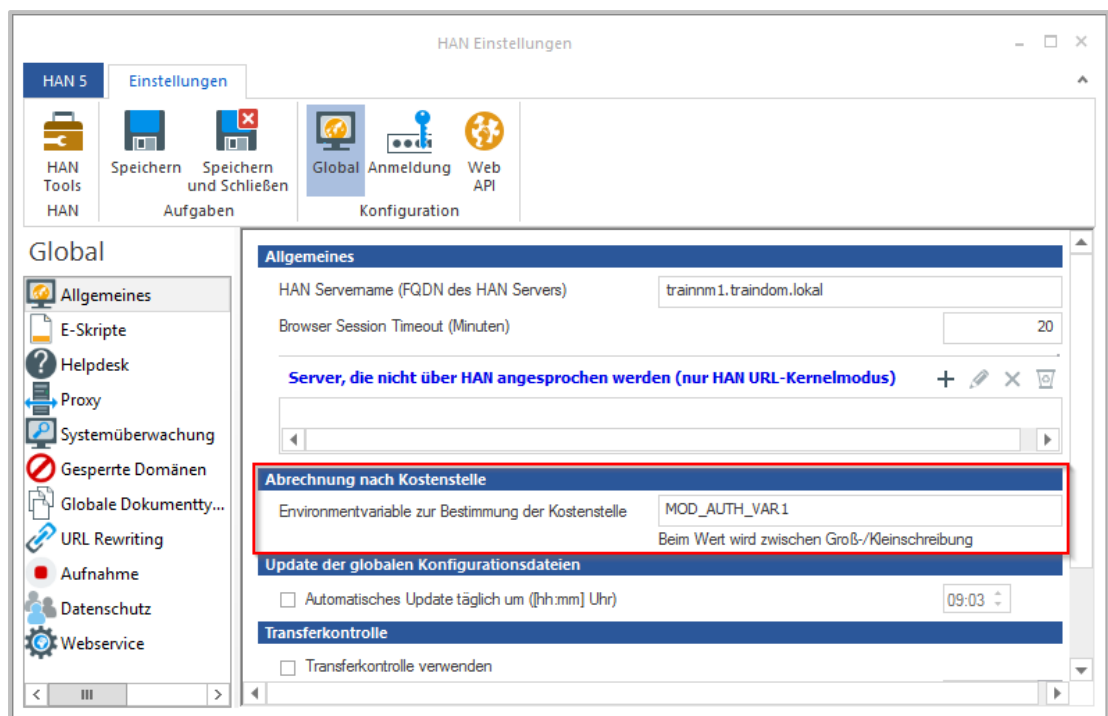 HAN Einstellungen
HAN 5
Einstellungen
HAN
Tools
Speichern
Speichern
und Schließen
Global
Anmeldung
Web
API
HAN
Aufgaben
Konfiguration
Global
Allgemeines
E-Skripte
Helpdesk
Proxy
Systemüberwachung
Gesperrte Domänen
Globale Dokumentty...
URL Rewriting
Aufnahme
Datenschutz
Webservice
Allgemeines
HAN Servername (FQDN des HAN Servers)
trainnm1.traindom.lokal
Browser Session Timeout (Minuten)
20
Server, die nicht über HAN angesprochen werden (nur HAN URL-Kernelmodus)
Abrechnung nach Kostenstelle
Environmentvariable zur Bestimmung der Kostenstelle
MOD_AUTH_VAR1
Beim Wert wird zwischen Groß-/Kleinschreibung
Update der globalen Konfigurationsdateien
Automatisches Update täglich um ([hh:mm] Uhr)
09:03
Transferkontrolle
Transferkontrolle verwenden